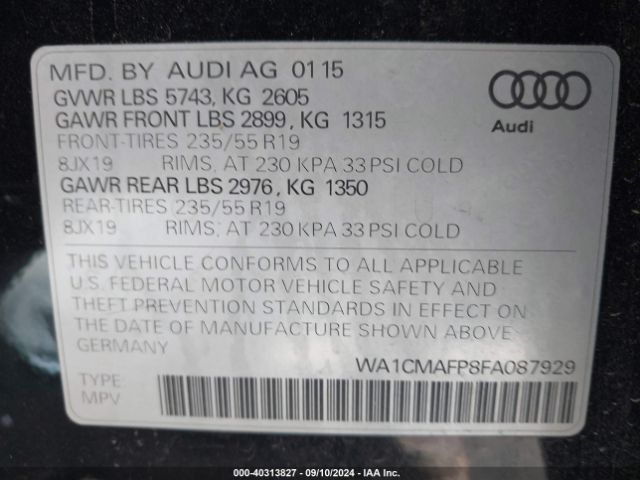 MFD. BY AUDI AG 01 15
GVWR LBS 5743, KG 2605
GAWR FRONT LBS 2899, KG 1315
FRONT-TIRES 235/55 R19
8JX19 RIMS, AT 230 KPA 33 PSI COLD
GAWR REAR LBS 2976, KG 1350
REAR-TIRES 235/55 R19
8JX19 RIMS, AT 230 KPA 33 PSI COLD
Audi
THIS VEHICLE CONFORMS TO ALL APPLICABLE
U.S. FEDERAL MOTOR VEHICLE SAFETY AND
THEFT PREVENTION STANDARDS IN EFFECT ON
THE DATE OF MANUFACTURE SHOWN ABOVE
GERMANY
WA1CMAFP8FA087929
TYPE:
MPV
000-40313827 - 09/10/2024 - IAA Inc.